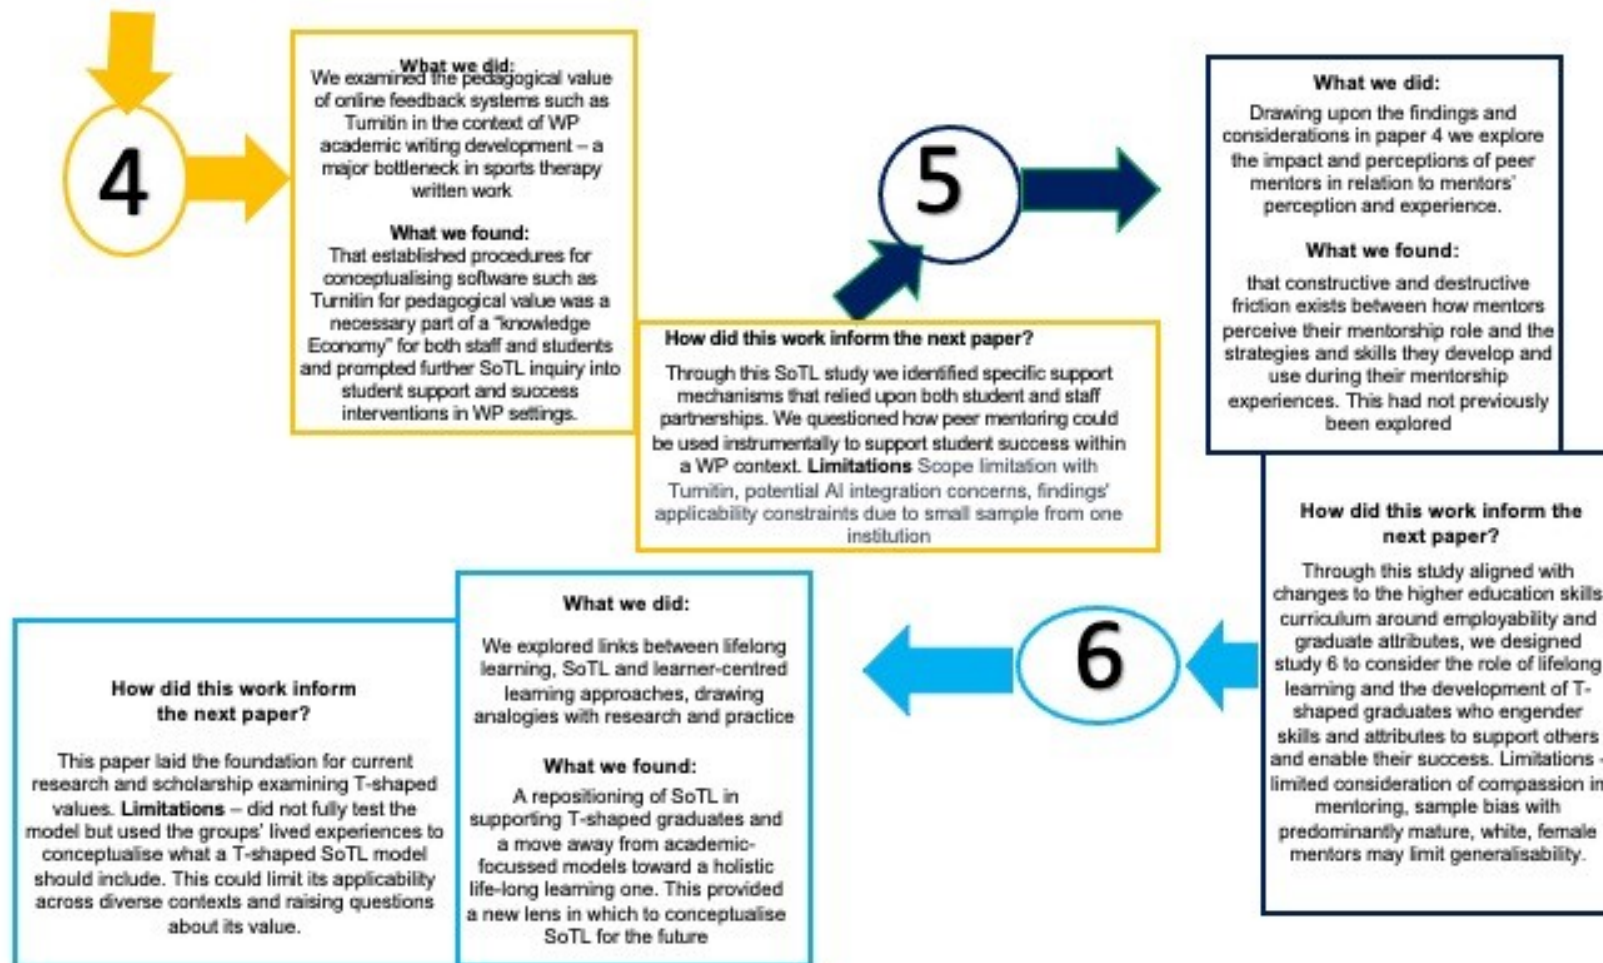 4
What we did:
We examined the pedagogical value
of online feedback systems such as
Turnitin in the context of WP
academic writing development – a
major bottleneck in sports therapy
written work
What we found:
That established procedures for
conceptualising software such as
Turnitin for pedagogical value was a
necessary part of a "knowledge
Economy" for both staff and students
and prompted further SoTL inquiry into
student support and success
interventions in WP settings.
How did this work inform the next paper?
Through this SoTL study we identified specific support
mechanisms that relied upon both student and staff
partnerships. We questioned how peer mentoring could
be used instrumentally to support student success within
a WP context. Limitations Scope limitation with
Turnitin, potential AI integration concerns, findings'
applicability constraints due to small sample from one
institution
5
What we did:
Drawing upon the findings and
considerations in paper 4 we explore
the impact and perceptions of peer
mentors in relation to mentors'
perception and experience.
What we found:
that constructive and destructive
friction exists between how mentors
perceive their mentorship role and the
strategies and skills they develop and
use during their mentorship
experiences. This had not previously
been explored
How did this work inform the
next paper?
Through this study aligned with
changes to the higher education skills
curriculum around employability and
graduate attributes, we designed
study 6 to consider the role of lifelong
learning and the development of T-
shaped graduates who engender
skills and attributes to support others
and enable their success. Limitations -
limited consideration of compassion in
mentoring, sample bias with
predominantly mature, white, female
mentors may limit generalisability.
6
What we did:
We explored links between lifelong
learning, SoTL and learner-centred
learning approaches, drawing
analogies with research and practice
What we found:
A repositioning of SoTL in
supporting T-shaped graduates and
a move away from academic-
focussed models toward a holistic
life-long learning one. This provided
a new lens in which to conceptualise
SoTL for the future
How did this work inform
the next paper?
This paper laid the foundation for current
research and scholarship examining T-shaped
values. Limitations – did not fully test the
model but used the groups' lived experiences to
conceptualise what a T-shaped SoTL model
should include. This could limit its applicability
across diverse contexts and raising questions
about its value.